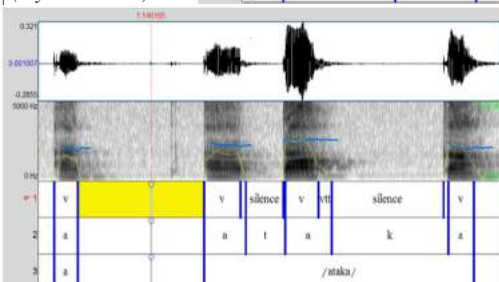 1.140165
0.321
0.001007
-0.2855
5000 Hz
0 Hz
1 v v silence v vtt silence v
2 a a t a k a
3 a /ataka/